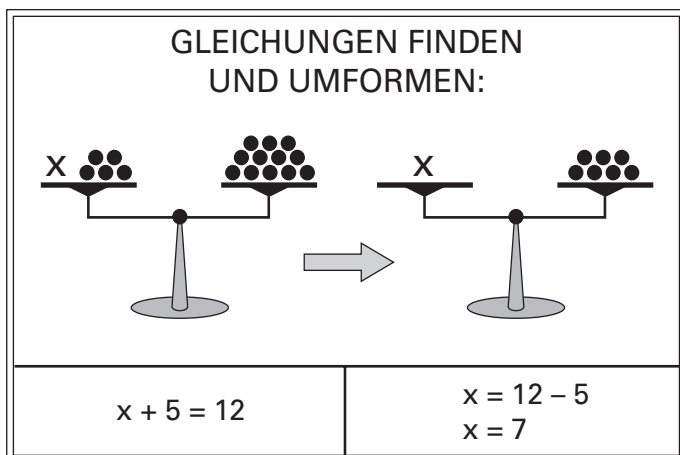 GLEICHUNGEN FINDEN
UND UMFORMEN:
x
x
x + 5 = 12
x = 12 – 5
x = 7